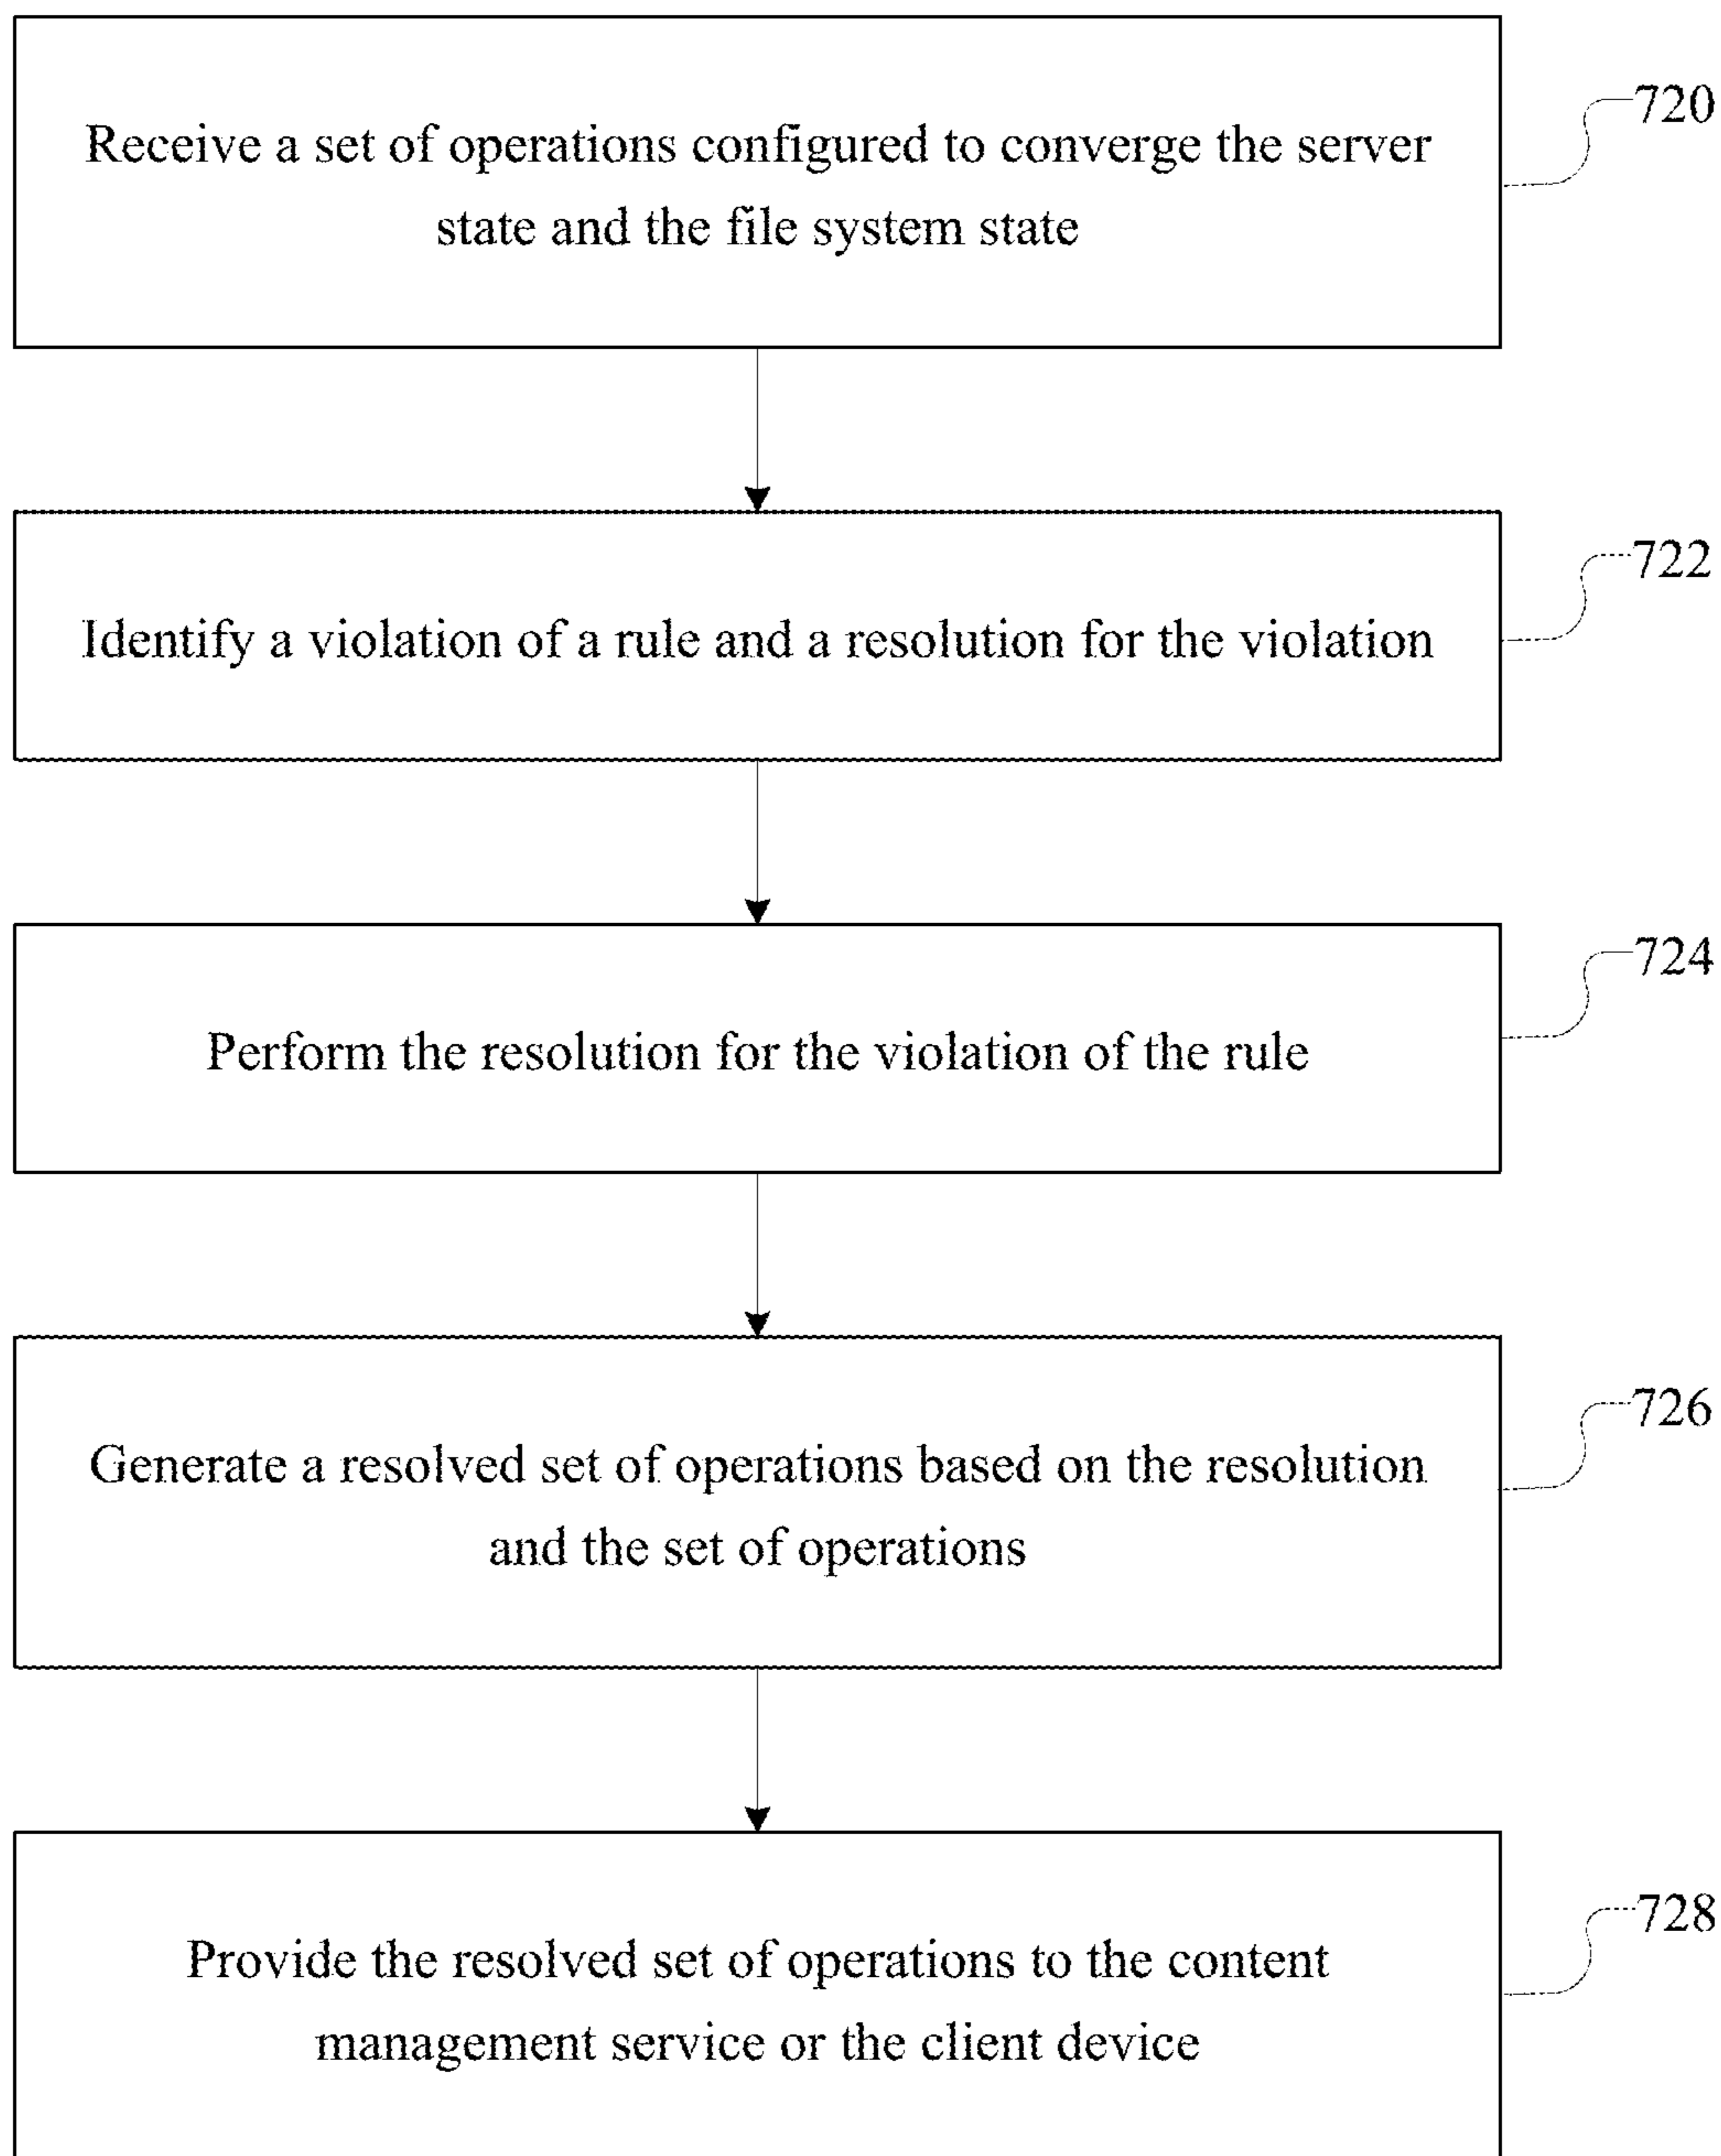 Receive a set of operations configured to converge the server
state and the file system state
720
Identify a violation of a rule and a resolution for the violation
722
Perform the resolution for the violation of the rule
724
Generate a resolved set of operations based on the resolution
and the set of operations
726
Provide the resolved set of operations to the content
management service or the client device
728